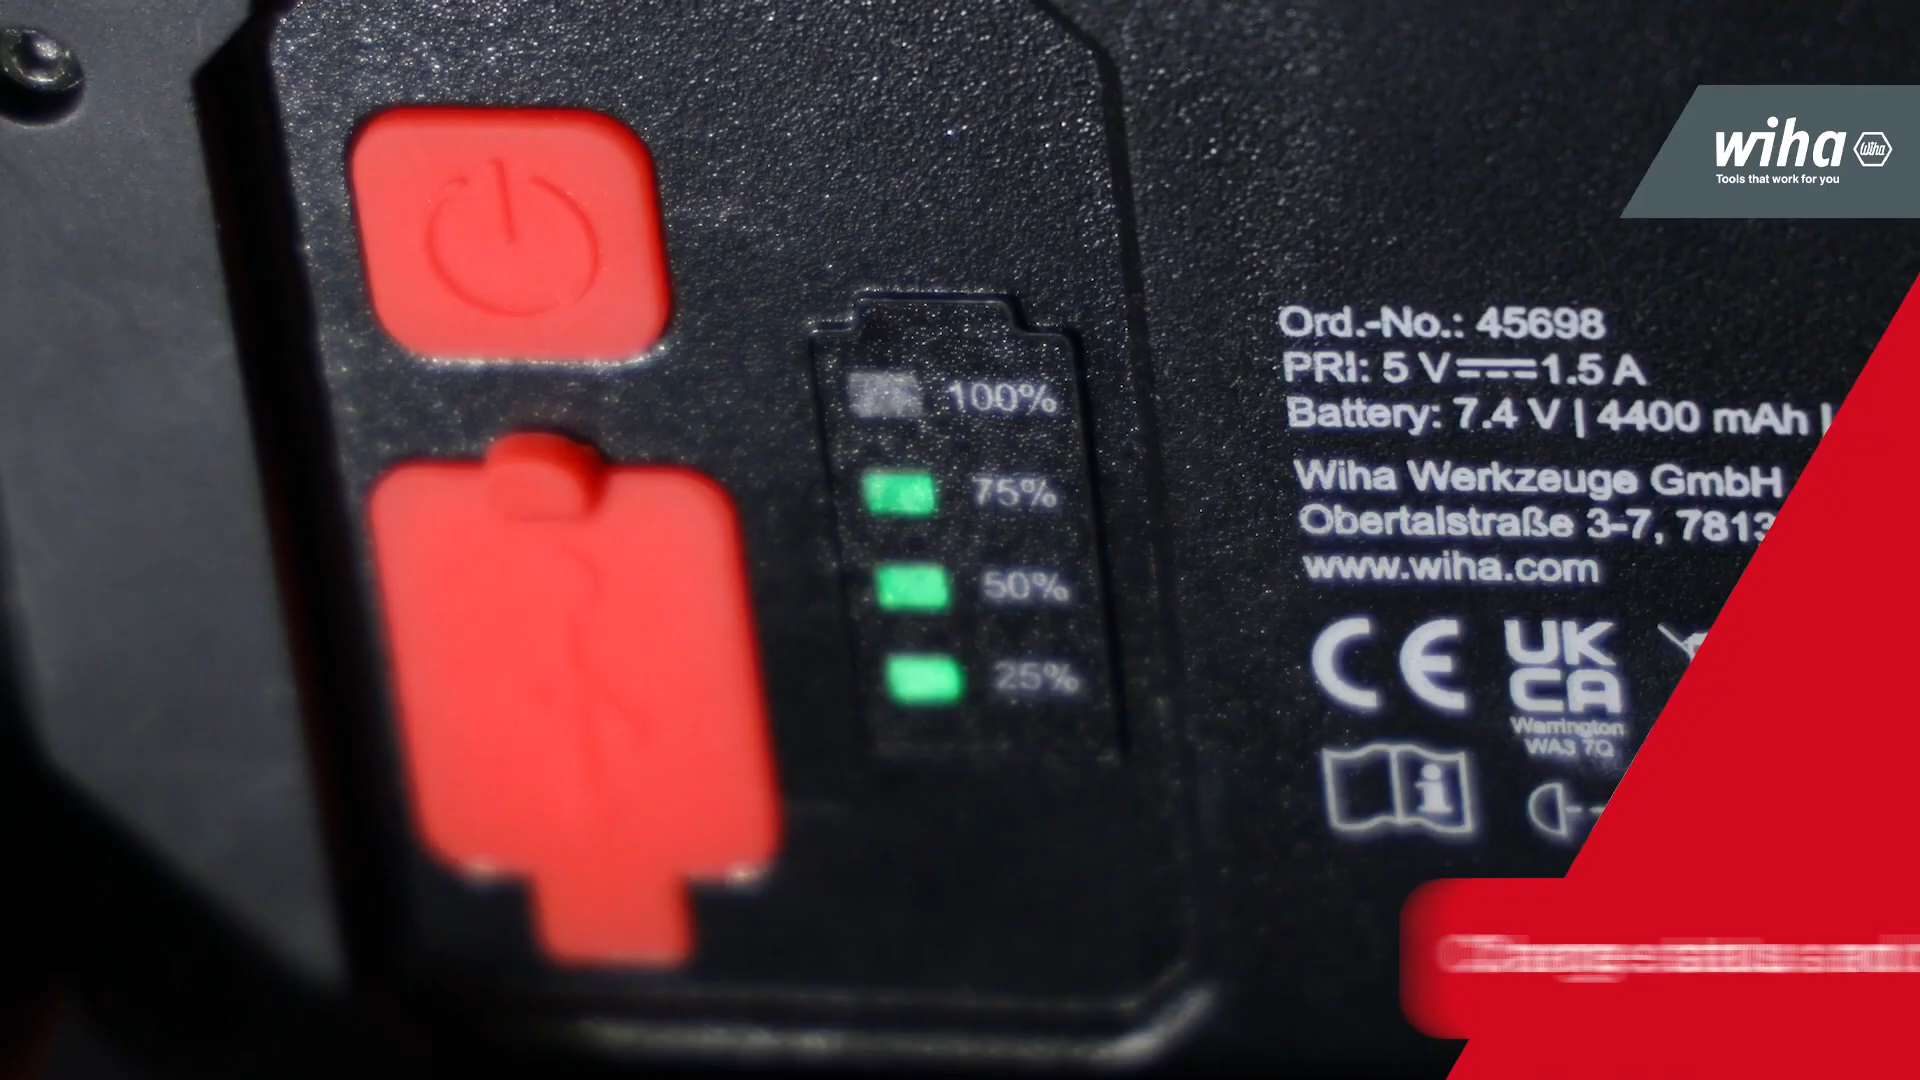 wiha
Wiha
Tools that work for you
100%
75%
50%
25%
Ord.-No.: 45698
PRI: 5 V⎓1.5 A
Battery: 7.4 V | 4400 mAh
Wiha Werkzeuge GmbH
Obertalstraße 3-7,
www.wiha.com
CE
UK
CA
Warrington
WA3 7Q